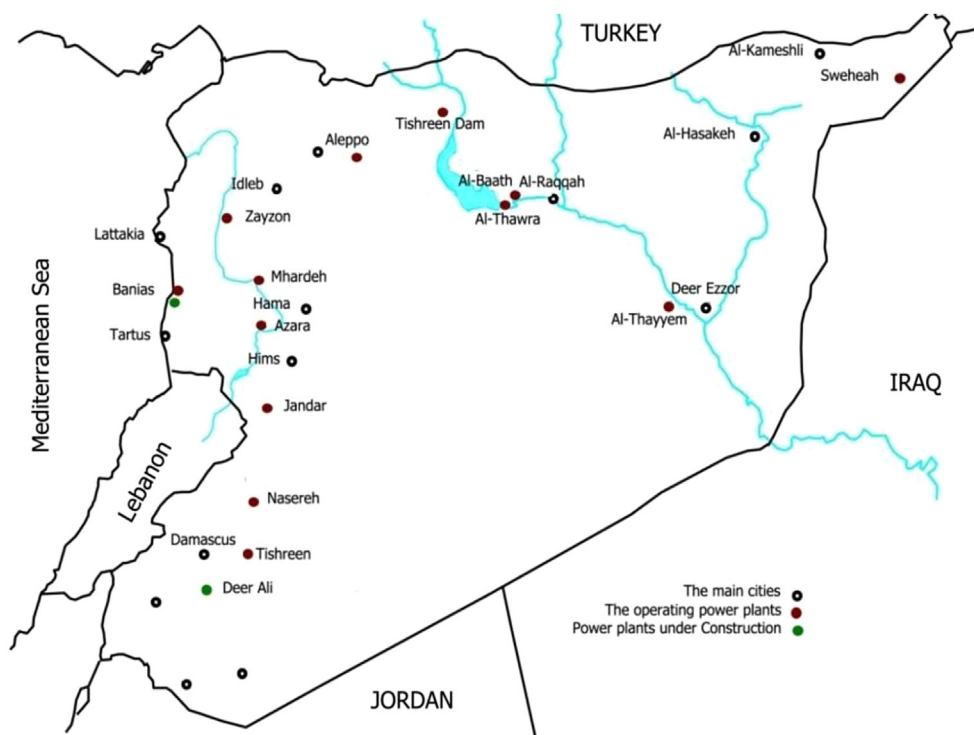 TURKEY
Al-Kameshli
Sweheah
Tishreen Dam
Al-Hasakeh
Aleppo
Idleb
Al-Baath
Al-Raqqah
Al-Thawra
Zayzon
Lattakia
Mediterranean Sea
Banias
Mhardeh
Deer Ezzor
Hama
Al-Thayyem
Azara
Tartus
Hims
IRAQ
Jandar
Lebanon
Nasereh
Damascus
Tishreen
Deer Ali
The main cities
The operating power plants
Power plants under Construction
JORDAN